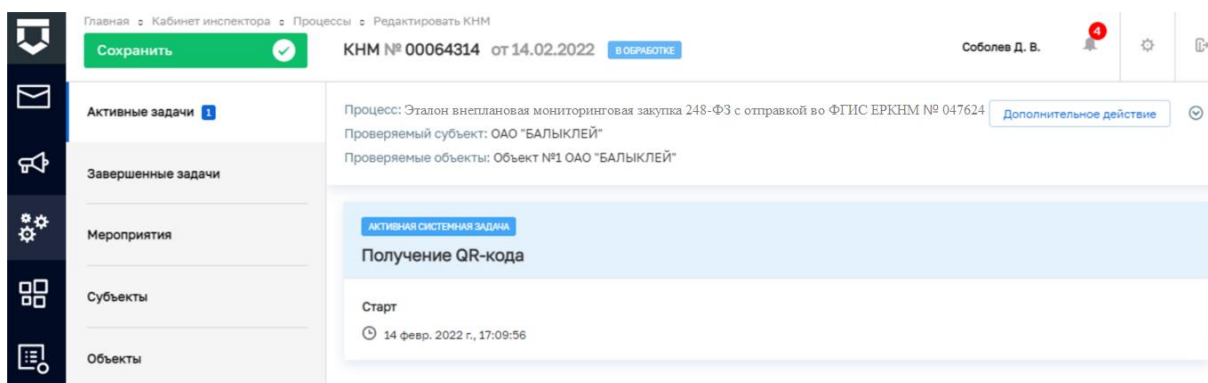 Главная Кабинет инспектора Процессы Редактировать КНМ
Сохранить
КНМ № 00064314 от 14.02.2022 В ОБРАБОТКЕ
Соболев Д. В.
4
Активные задачи 1
Завершенные задачи
Мероприятия
Субъекты
Объекты
Процесс: Эталон внеплановая мониторинговая закупка 248-ФЗ с отправкой во ФГИС ЕРКНМ № 047624
Дополнительное действие
Проверяемый субъект: ОАО "БАЛЫКЛЕЙ"
Проверяемые объекты: Объект №1 ОАО "БАЛЫКЛЕЙ"
АКТИВНАЯ СИСТЕМНАЯ ЗАДАЧА
Получение QR-кода
Старт
14 февр. 2022 г., 17:09:56